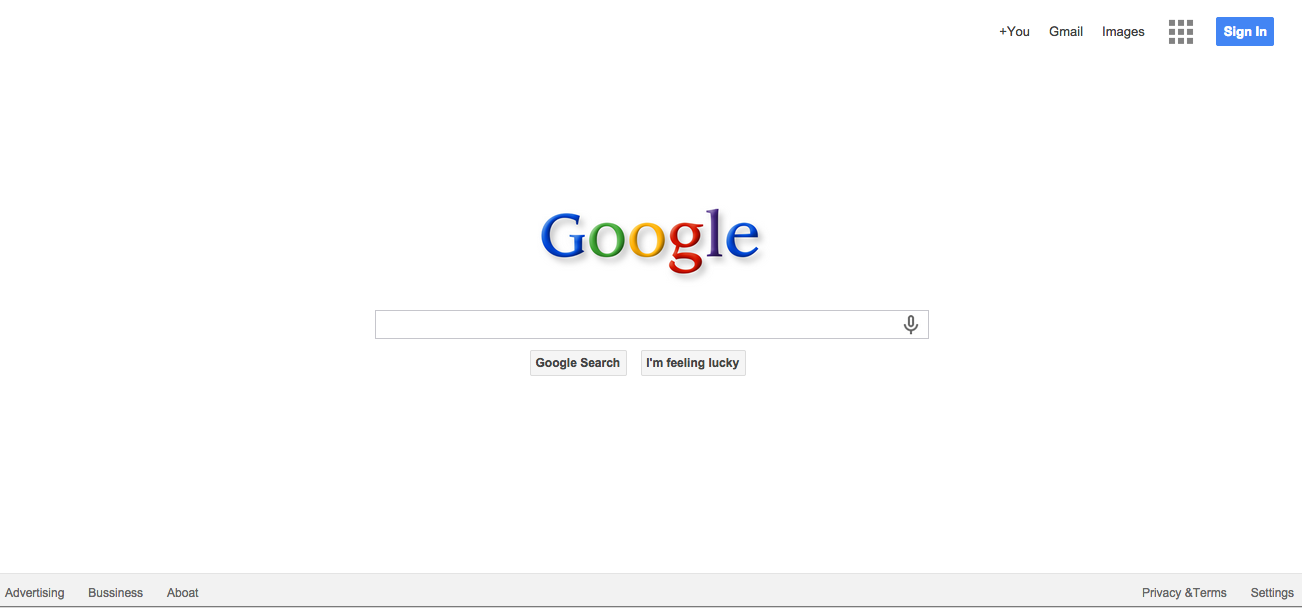 +You Gmail Images Sign In
Google
Google Search I'm feeling lucky
Advertising Bussiness Aboat Privacy &Terms Settings